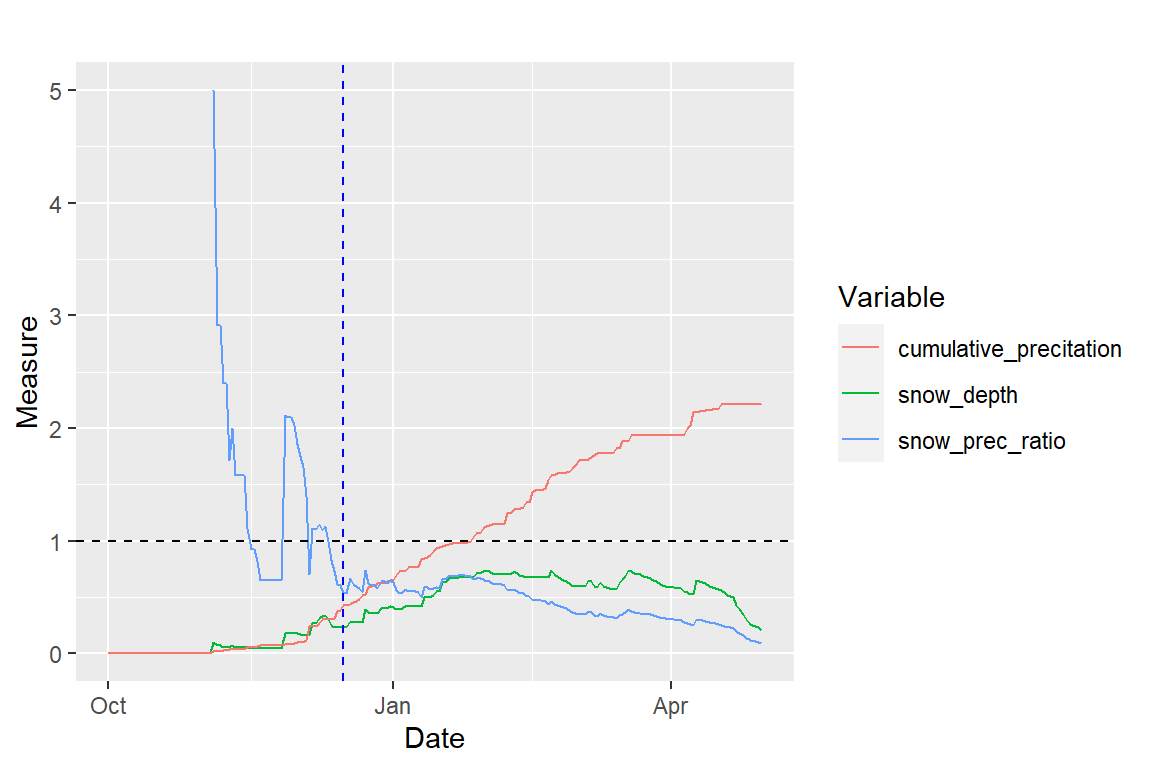 5
4
3
2
1
0
Measure
Oct
Jan
Apr
Date
Variable
cumulative_precitation
snow_depth
snow_prec_ratio